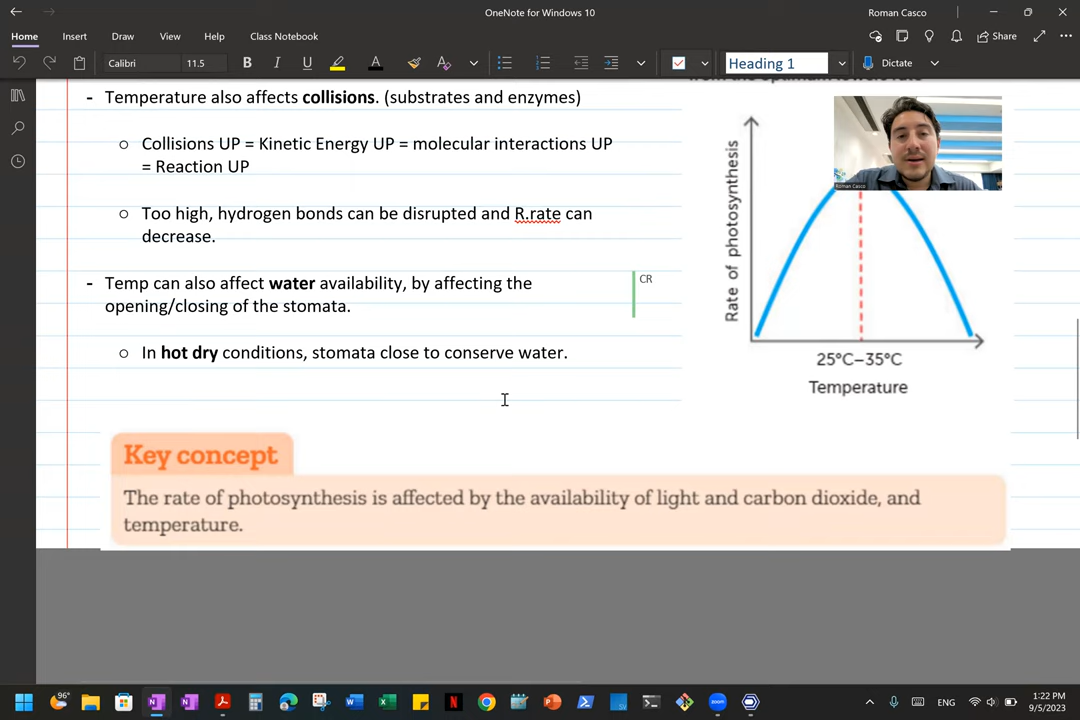 OneNote for Windows 10
Roman Casco
Home Insert Draw View Help Class Notebook
Share
Calibri 11.5 B I U A Heading 1 Dictate
- Temperature also affects collisions. (substrates and enzymes)
o Collisions UP = Kinetic Energy UP = molecular interactions UP
= Reaction UP
o Too high, hydrogen bonds can be disrupted and R.rate can
decrease.
- Temp can also affect water availability, by affecting the
opening/closing of the stomata.
CR
o In hot dry conditions, stomata close to conserve water.
Roman Casco
Rate of photosynthesis
25°C–35°C
Temperature
Key concept
The rate of photosynthesis is affected by the availability of light and carbon dioxide, and
temperature.
96°
ENG
1:22 PM
9/5/2023